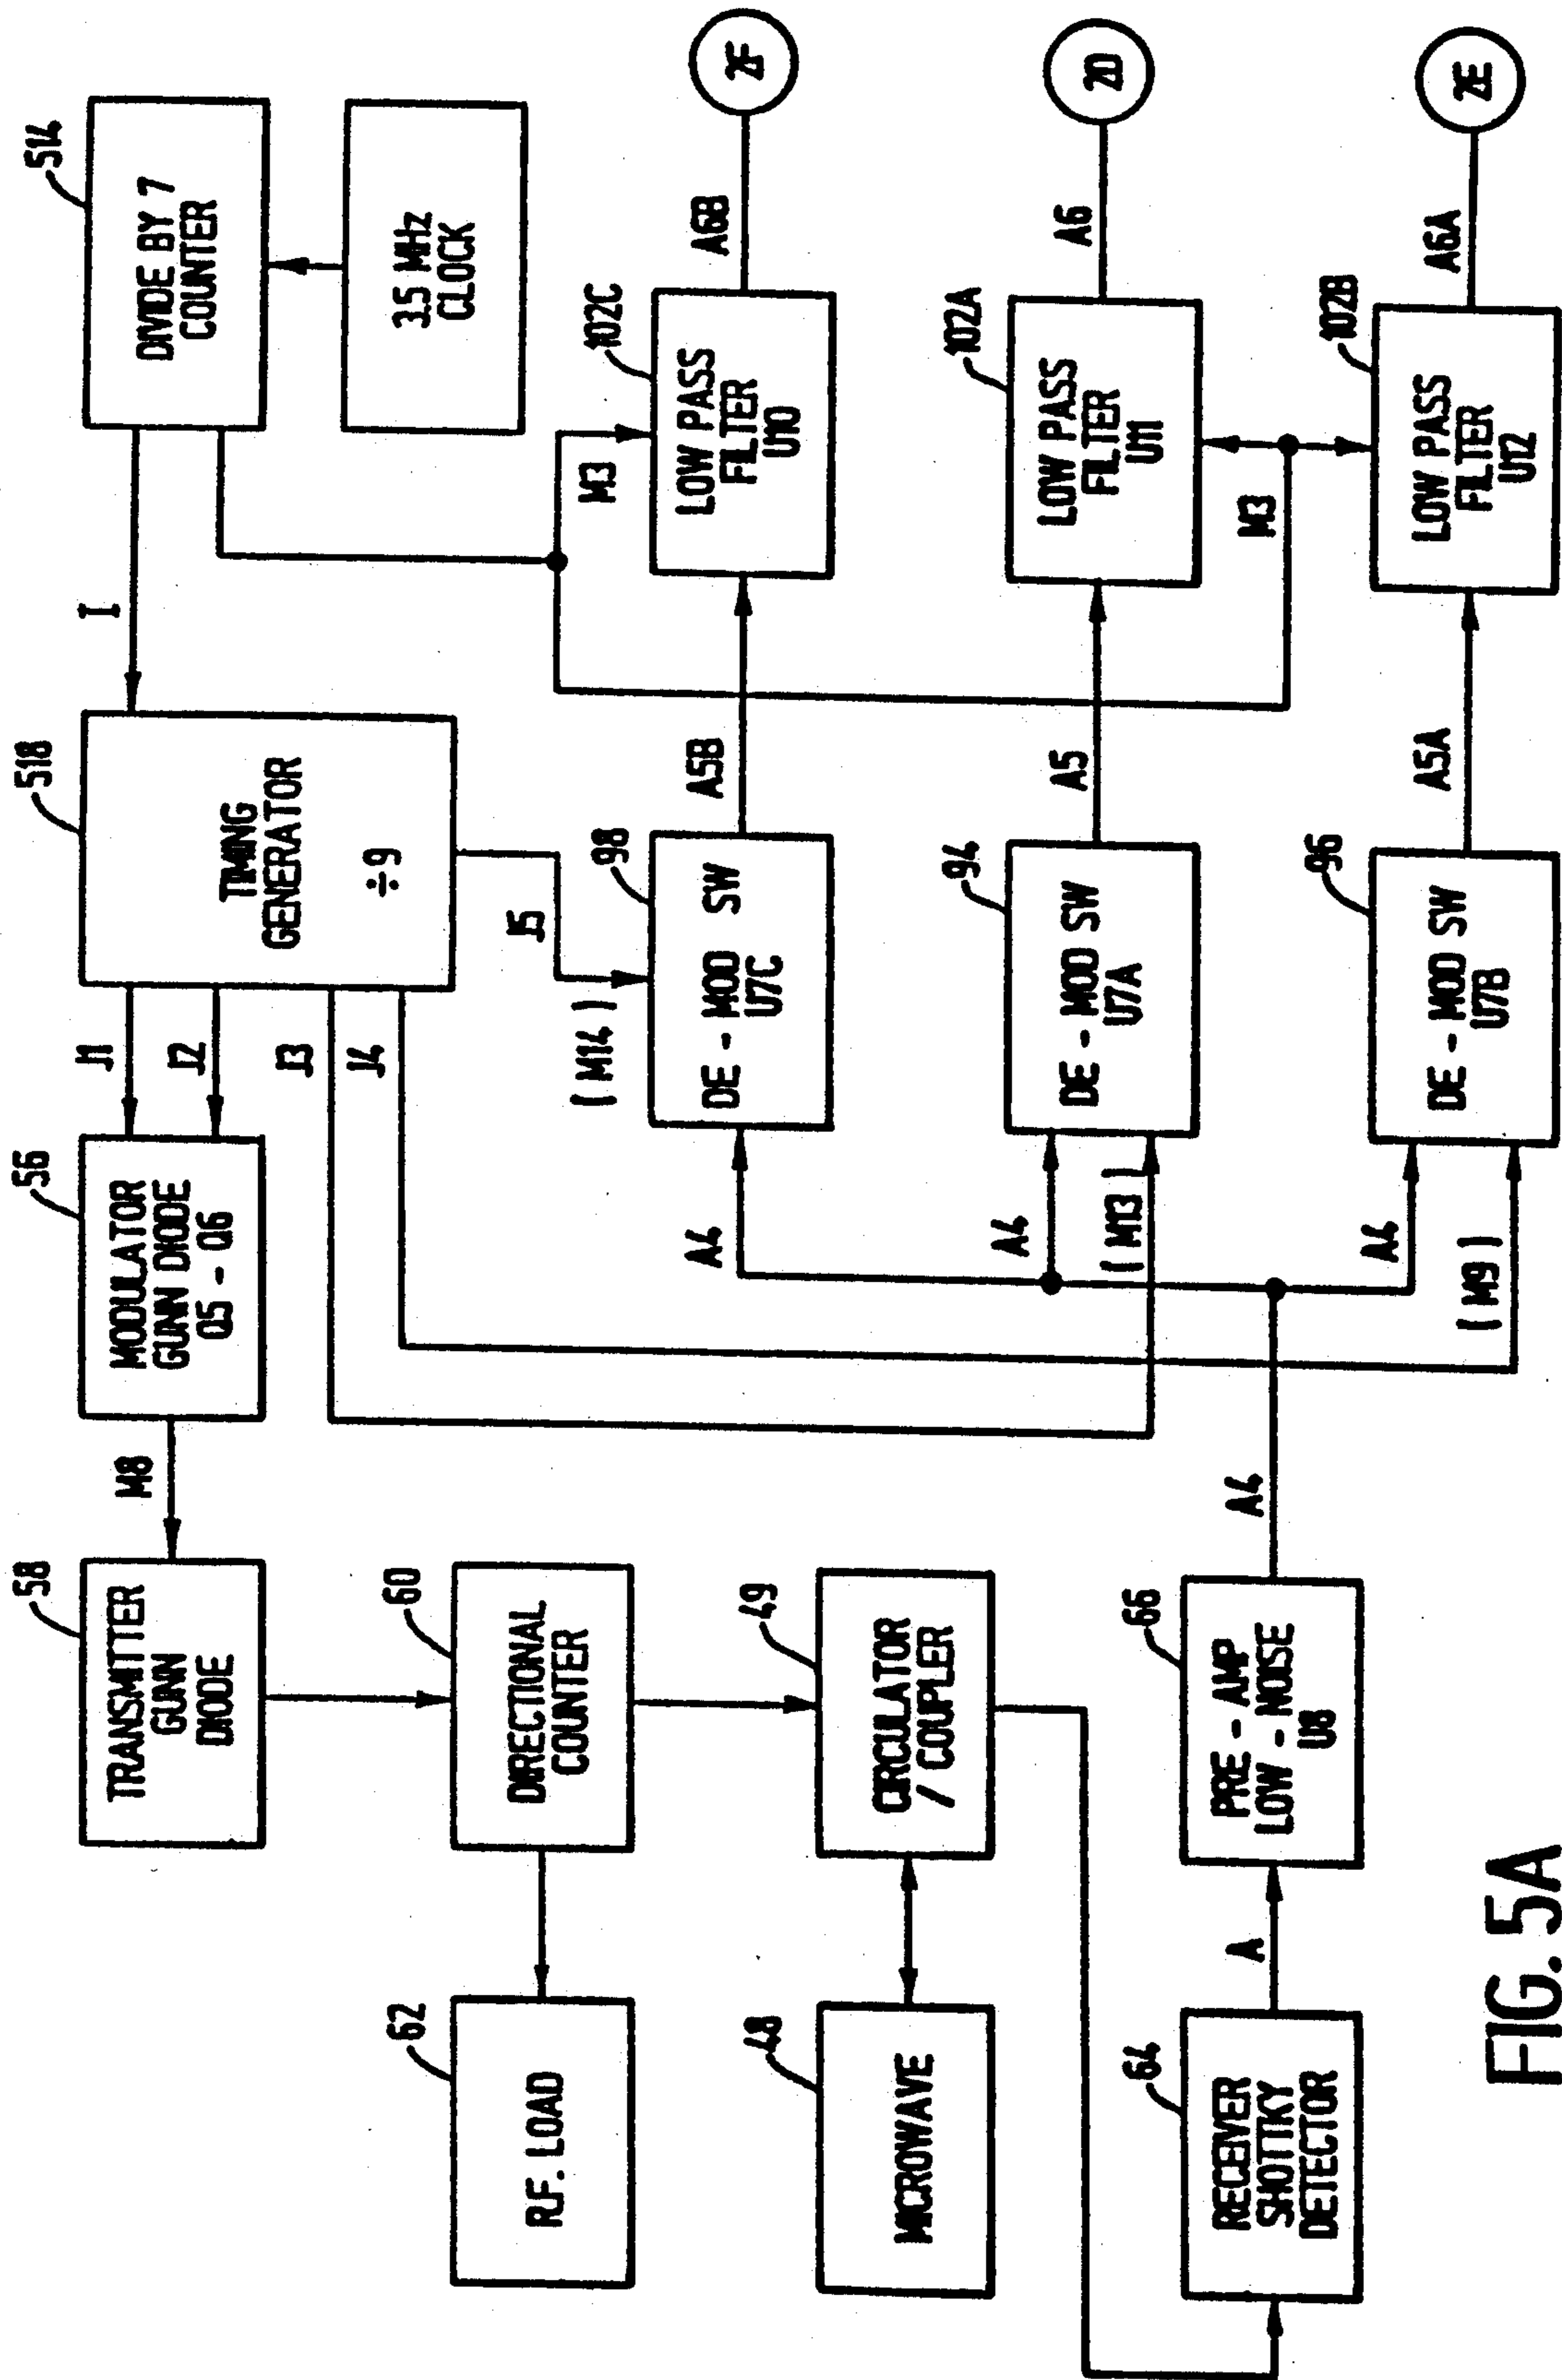 58
TRANSMITTER
GUNN
DIODE
M8
56
MODULATOR
GUNN DIODE
Q5 - Q6
J1
J2
J3
J4
518
TIMING
GENERATOR
÷9
J5
I
514
DIVIDE BY 7
COUNTER
3.5 MHz
CLOCK
62
R.F. LOAD
60
DIRECTIONAL
COUNTER
48
MICROWAVE
49
CIRCULATOR
/ COUPLER
64
RECEIVER
SHOTTKY
DETECTOR
A
66
PRE - AMP
LOW - NOISE
U8
A4
A4
( M14 )
98
DE - MOD SW
U7C
A5B
M3
102C
LOW PASS
FILTER
U10
A6B
2F
A4
( M13 )
94
DE - MOD SW
U7A
A5
102A
LOW PASS
FILTER
U11
A6
2D
M3
A4
( M9 )
96
DE - MOD SW
U7B
A5A
102B
LOW PASS
FILTER
U12
A6A
2E
FIG. 5A